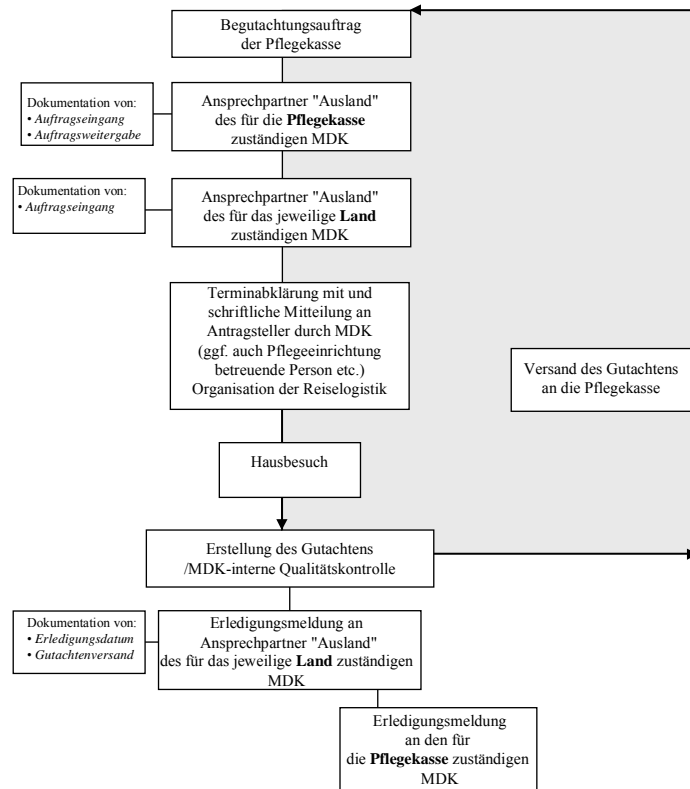 Begutachtungsauftrag
der Pflegekasse
Dokumentation von:
• Auftragseingang
• Auftragsweitergabe
Ansprechpartner "Ausland"
des für die Pflegekasse
zuständigen MDK
Dokumentation von:
• Auftragseingang
Ansprechpartner "Ausland"
des für das jeweilige Land
zuständigen MDK
Terminabklärung mit und
schriftliche Mitteilung an
Antragsteller durch MDK
(ggf. auch Pflegeeinrichtung
betreuende Person etc.)
Organisation der Reiselogistik
Versand des Gutachtens
an die Pflegekasse
Hausbesuch
Erstellung des Gutachtens
/MDK-interne Qualitätskontrolle
Dokumentation von:
• Erledigungsdatum
• Gutachtenversand
Erledigungsmeldung an
Ansprechpartner "Ausland"
des für das jeweilige Land zuständigen
MDK
Erledigungsmeldung
an den für
die Pflegekasse zuständigen
MDK